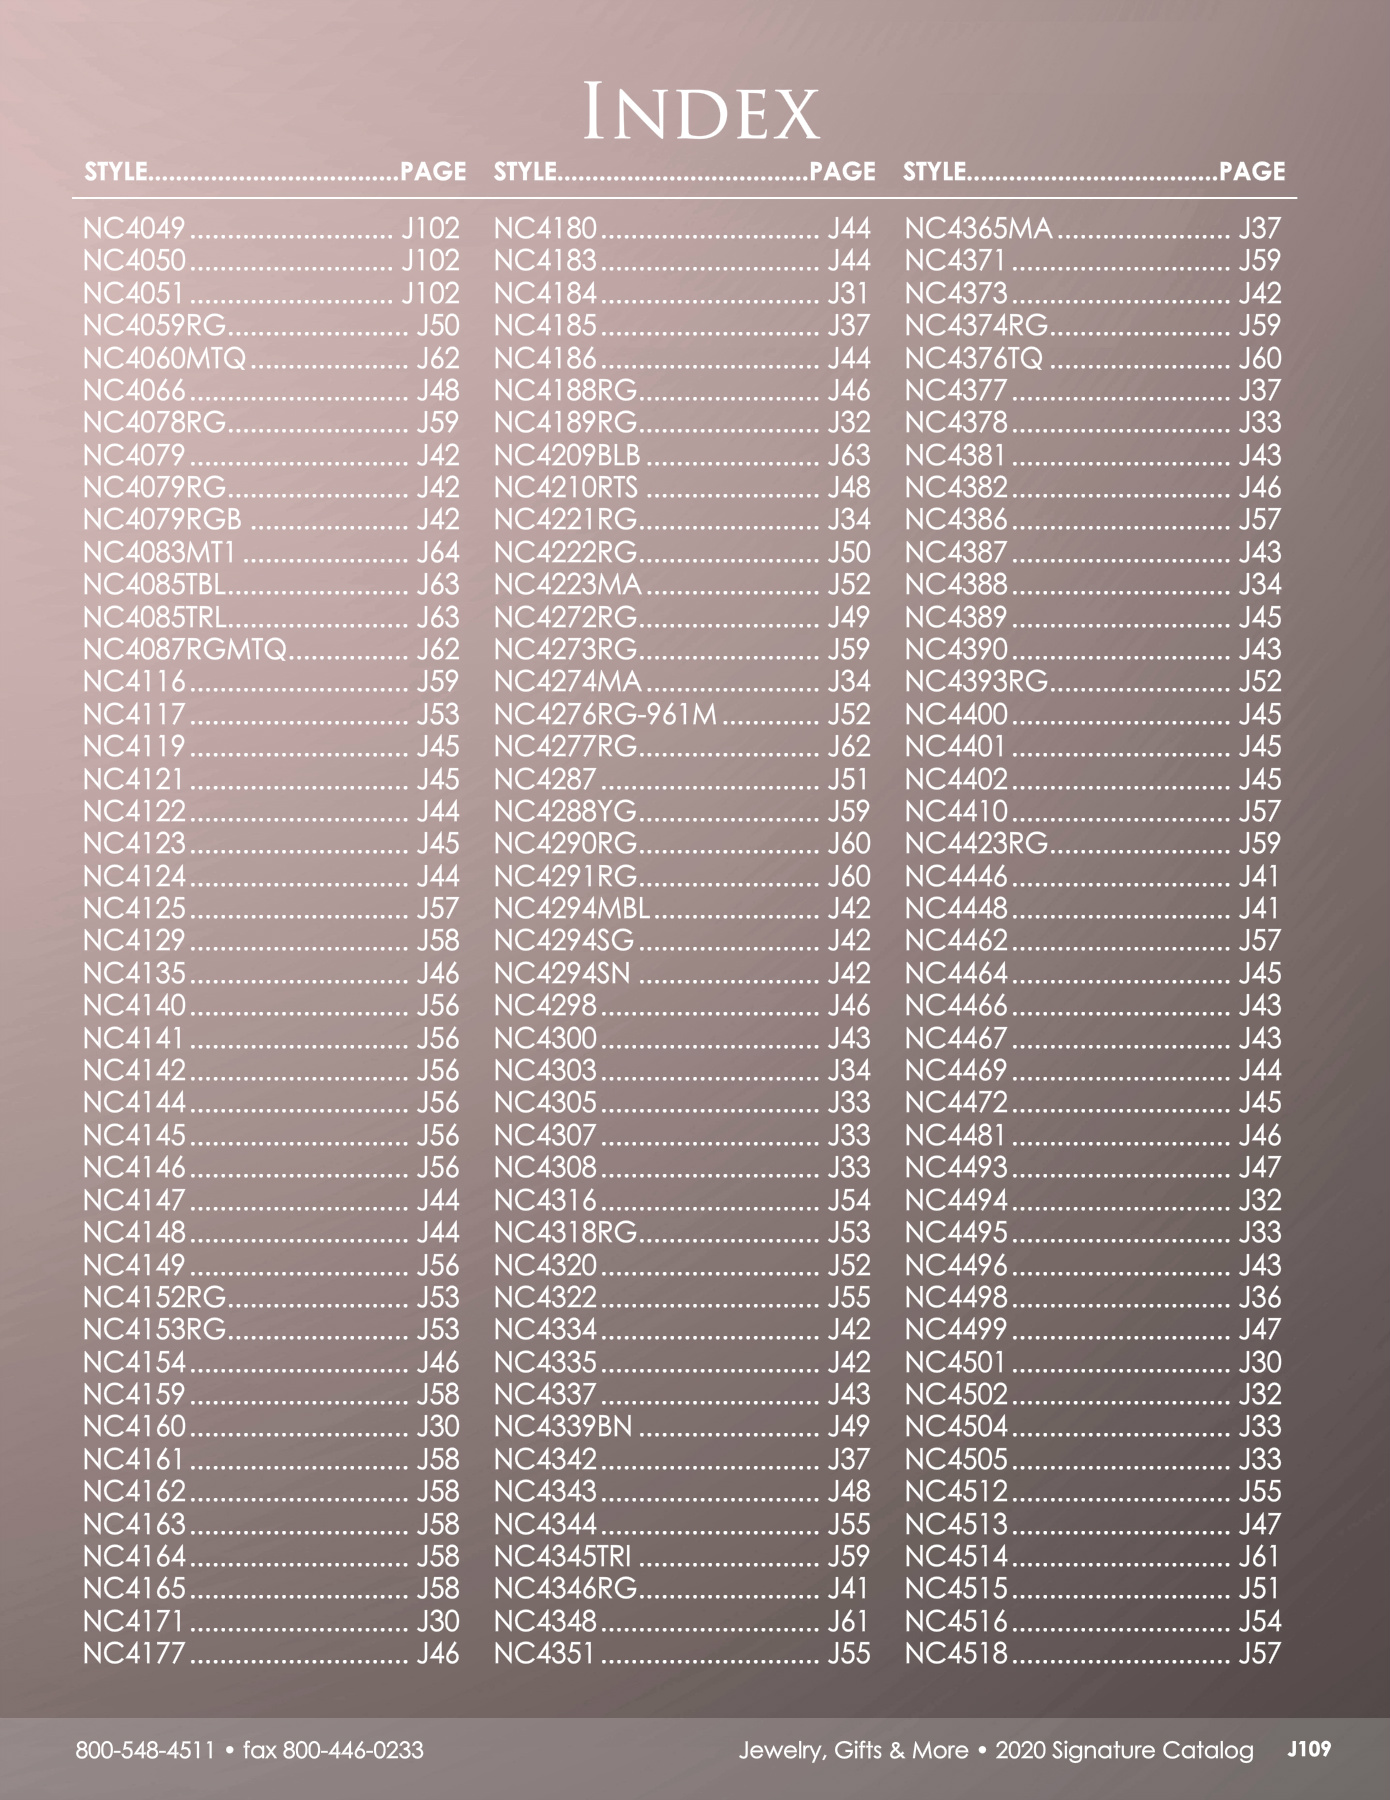 INDEX
STYLE....................................PAGE
NC4049 ........................... J102
NC4050 ........................... J102
NC4051 ........................... J102
NC4059RG........................ J50
NC4060MTQ ..................... J62
NC4066 ............................. J48
NC4078RG........................ J59
NC4079 ............................. J42
NC4079RG........................ J42
NC4079RGB ..................... J42
NC4083MT1 ...................... J64
NC4085TBL........................ J63
NC4085TRL........................ J63
NC4087RGMTQ................ J62
NC4116 ............................. J59
NC4117 ............................. J53
NC4119 ............................. J45
NC4121 ............................. J45
NC4122 ............................. J44
NC4123 ............................. J45
NC4124 ............................. J44
NC4125 ............................. J57
NC4129 ............................. J58
NC4135 ............................. J46
NC4140 ............................. J56
NC4141 ............................. J56
NC4142 ............................. J56
NC4144 ............................. J56
NC4145 ............................. J56
NC4146 ............................. J56
NC4147 ............................. J44
NC4148 ............................. J44
NC4149 ............................. J56
NC4152RG........................ J53
NC4153RG........................ J53
NC4154 ............................. J46
NC4159 ............................. J58
NC4160 ............................. J30
NC4161 ............................. J58
NC4162 ............................. J58
NC4163 ............................. J58
NC4164 ............................. J58
NC4165 ............................. J58
NC4171 ............................. J30
NC4177 ............................. J46
STYLE....................................PAGE
NC4180 ............................. J44
NC4183 ............................. J44
NC4184 ............................. J31
NC4185 ............................. J37
NC4186 ............................. J44
NC4188RG........................ J46
NC4189RG........................ J32
NC4209BLB ....................... J63
NC4210RTS ....................... J48
NC4221RG........................ J34
NC4222RG........................ J50
NC4223MA ....................... J52
NC4272RG........................ J49
NC4273RG........................ J59
NC4274MA ....................... J34
NC4276RG-961M ............. J52
NC4277RG........................ J62
NC4287 ............................. J51
NC4288YG........................ J59
NC4290RG........................ J60
NC4291RG........................ J60
NC4294MBL...................... J42
NC4294SG ........................ J42
NC4294SN ........................ J42
NC4298 ............................. J46
NC4300 ............................. J43
NC4303 ............................. J34
NC4305 ............................. J33
NC4307 ............................. J33
NC4308 ............................. J33
NC4316 ............................. J54
NC4318RG........................ J53
NC4320 ............................. J52
NC4322 ............................. J55
NC4334 ............................. J42
NC4335 ............................. J42
NC4337 ............................. J43
NC4339BN ........................ J49
NC4342 ............................. J37
NC4343 ............................. J48
NC4344 ............................. J55
NC4345TRI ........................ J59
NC4346RG........................ J41
NC4348 ............................. J61
NC4351 ............................. J55
STYLE....................................PAGE
NC4365MA ....................... J37
NC4371 ............................. J59
NC4373 ............................. J42
NC4374RG........................ J59
NC4376TQ ........................ J60
NC4377 ............................. J37
NC4378 ............................. J33
NC4381 ............................. J43
NC4382 ............................. J46
NC4386 ............................. J57
NC4387 ............................. J43
NC4388 ............................. J34
NC4389 ............................. J45
NC4390 ............................. J43
NC4393RG........................ J52
NC4400 ............................. J45
NC4401 ............................. J45
NC4402 ............................. J45
NC4410 ............................. J57
NC4423RG........................ J59
NC4446 ............................. J41
NC4448 ............................. J41
NC4462 ............................. J57
NC4464 ............................. J45
NC4466 ............................. J43
NC4467 ............................. J43
NC4469 ............................. J44
NC4472 ............................. J45
NC4481 ............................. J46
NC4493 ............................. J47
NC4494 ............................. J32
NC4495 ............................. J33
NC4496 ............................. J43
NC4498 ............................. J36
NC4499 ............................. J47
NC4501 ............................. J30
NC4502 ............................. J32
NC4504 ............................. J33
NC4505 ............................. J33
NC4512 ............................. J55
NC4513 ............................. J47
NC4514 ............................. J61
NC4515 ............................. J51
NC4516 ............................. J54
NC4518 ............................. J57
800-548-4511 • fax 800-446-0233
Jewelry, Gifts & More • 2020 Signature Catalog J109